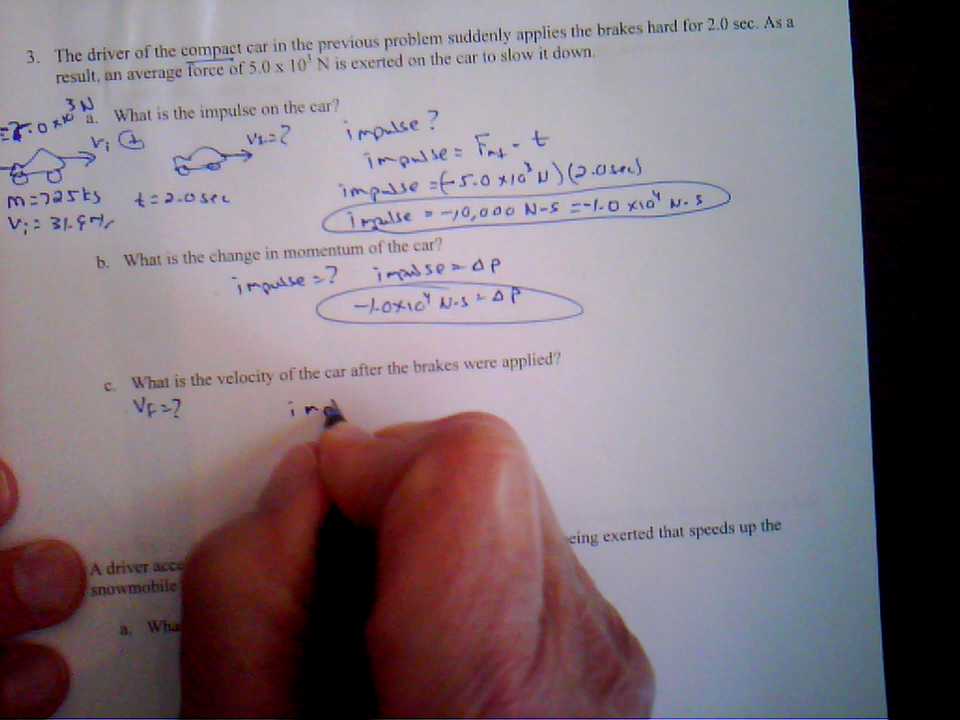 3. The driver of the compact car in the previous problem suddenly applies the brakes hard for 2.0 sec. As a
result, an average force of 5.0 x 10³ N is exerted on the car to slow it down.
a. What is the impulse on the car?
impulse?
Vf=?
impulse = Fnet · t
impulse = (-5.0 x10³ N)(2.0 sec)
impulse = -10,000 N-S = -1.0 x10⁴ N·S
m=725kg
t=2.0sec
b. What is the change in momentum of the car?
impulse=? impulse = ΔP
-1.0x10⁴ N·S = ΔP
c. What is the velocity of the car after the brakes were applied?
VF=? imp
eing exerted that speeds up the
A driver acce
snowmobile
a. Wha